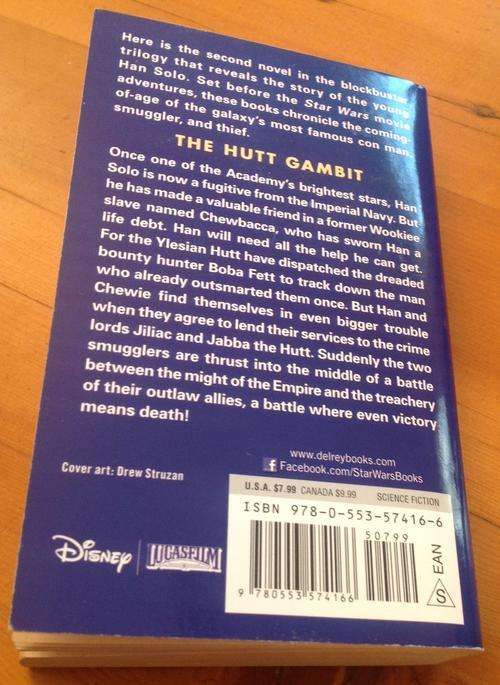 Here is the second novel in the blockbuster
trilogy that reveals the story of the young
Han Solo. Set before the Star Wars movie
adventures, these books chronicle the coming-
of-age of the galaxy's most famous con man,
smuggler, and thief.
THE HUTT GAMBIT
Once one of the Academy's brightest stars, Han
Solo is now a fugitive from the Imperial Navy. But
he has made a valuable friend in a former Wookiee
slave named Chewbacca, who has sworn Han a
life debt. Han will need all the help he can get.
For the Ylesian Hutt have dispatched the dreaded
bounty hunter Boba Fett to track down the man
who already outsmarted them once. But Han and
Chewie find themselves in even bigger trouble
when they agree to lend their services to the crime
lords Jiliac and Jabba the Hutt. Suddenly the two
smugglers are thrust into the middle of a battle
between the might of the Empire and the treachery
of their outlaw allies, a battle where even victory
means death!
www.delreybooks.com
Facebook.com/StarWarsBooks
Cover art: Drew Struzan
U.S.A. $7.99 CANADA $9.99 SCIENCE FICTION
ISBN 978-0-553-57416-6
50799
9 780553 574166
EAN
S
Disney
LUCASFILM